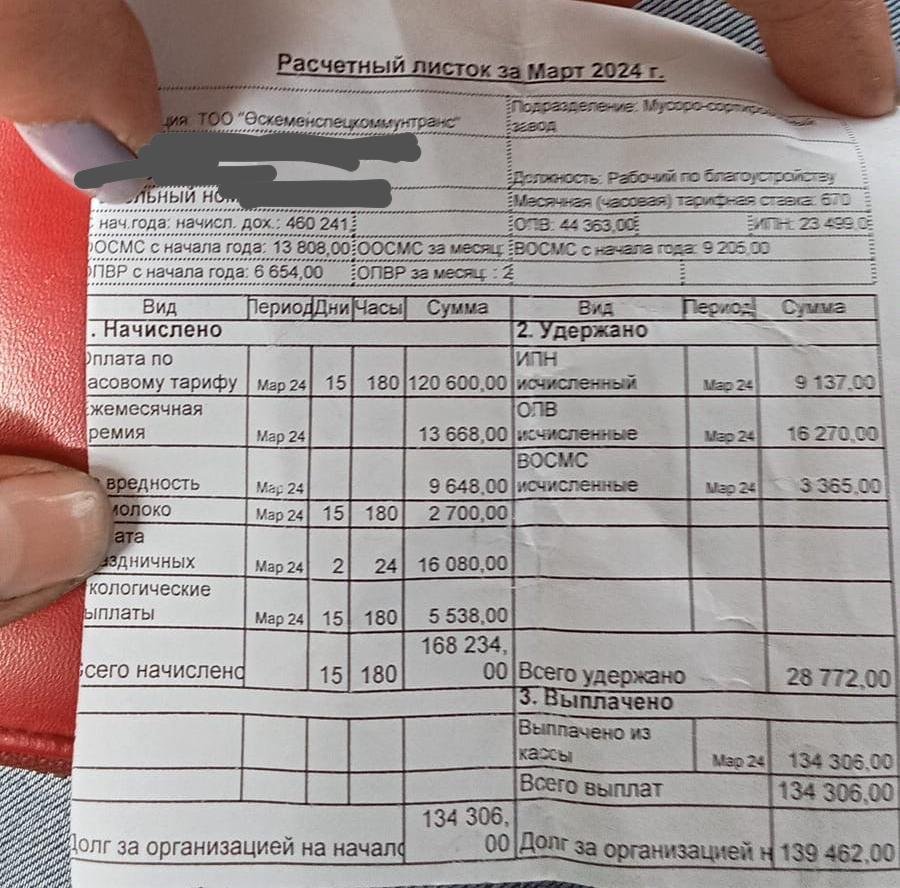 Расчетный листок за Март 2024 г.
ция: ТОО "Өскеменспецкоммунтранс"
Подразделение: Мусоро-сортиро
завод
Должность: Рабочий по благоустройству
льный но
Месячная (часовая) тарифная ставка: 670
нач.года: начисл. дох.: 460 241 ОПВ: 44 363,00 ИПН: 23 499,0
ООСМС с начала года: 13 808,00 ООСМС за месяц: ВОСМС с начала года: 9 205,00
ОПВР с начала года: 6 654,00 ОПВР за месяц : 2
Вид Период Дни Часы Сумма Вид Период Сумма
. Начислено 2. Удержано
Оплата по ИПН
асовому тарифу Мар 24 15 180 120 600,00 исчисленный Мар 24 9 137,00
жемесячная ОПВ
ремия Мар 24 13 668,00 исчисленные Мар 24 16 270,00
ВОСМС
вредность Мар 24 9 648,00 исчисленные Мар 24 3 365,00
молоко Мар 24 15 180 2 700,00
ата
здничных Мар 24 2 24 16 080,00
кологические
ыплаты Мар 24 15 180 5 538,00
168 234,
сего начислено 15 180 00 Всего удержано 28 772,00
3. Выплачено
Выплачено из
кассы Мар 24 134 306,00
Всего выплат 134 306,00
134 306,
Долг за организацией на начало 00 Долг за организацией н 139 462,00